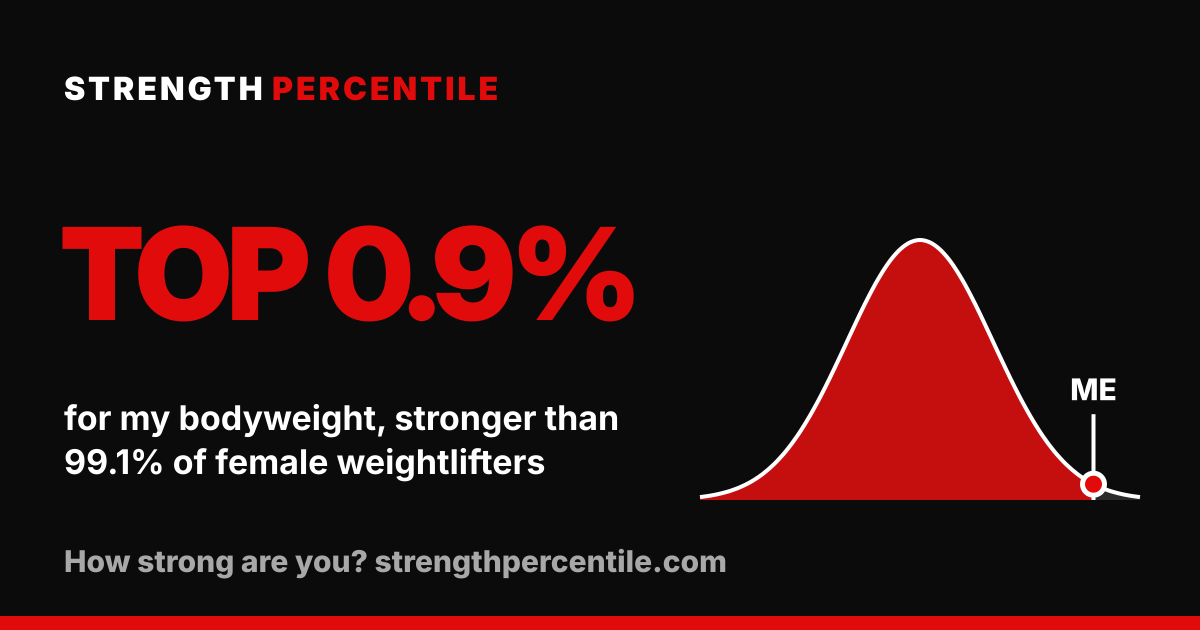 STRENGTH PERCENTILE
TOP 0.9%
for my bodyweight, stronger than
99.1% of female weightlifters
ME
How strong are you? strengthpercentile.com